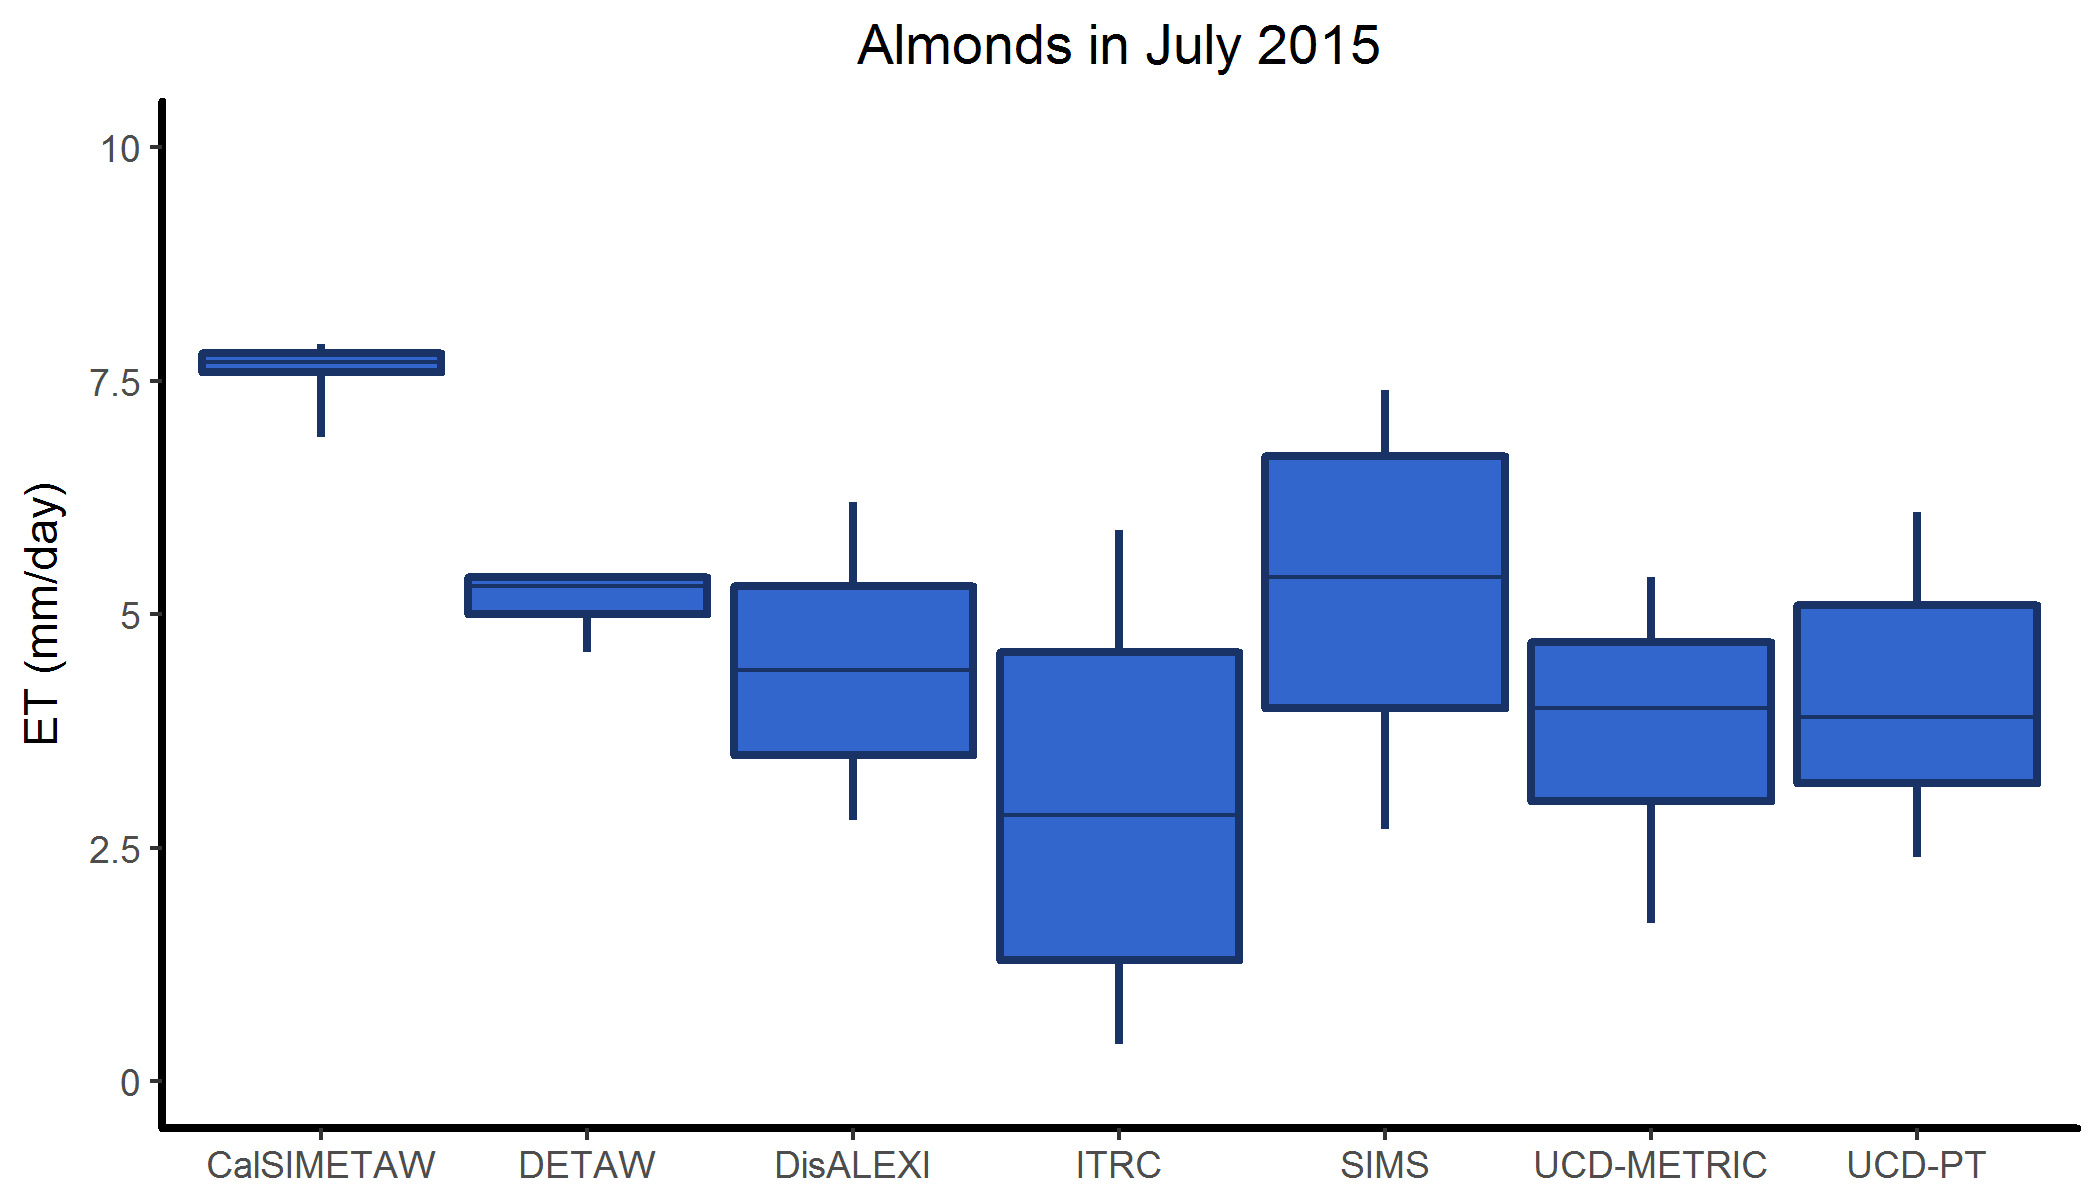 Almonds in July 2015
ET (mm/day)
10
7.5
5
2.5
0
CalSIMETAW DETAW DisALEXI ITRC SIMS UCD-METRIC UCD-PT